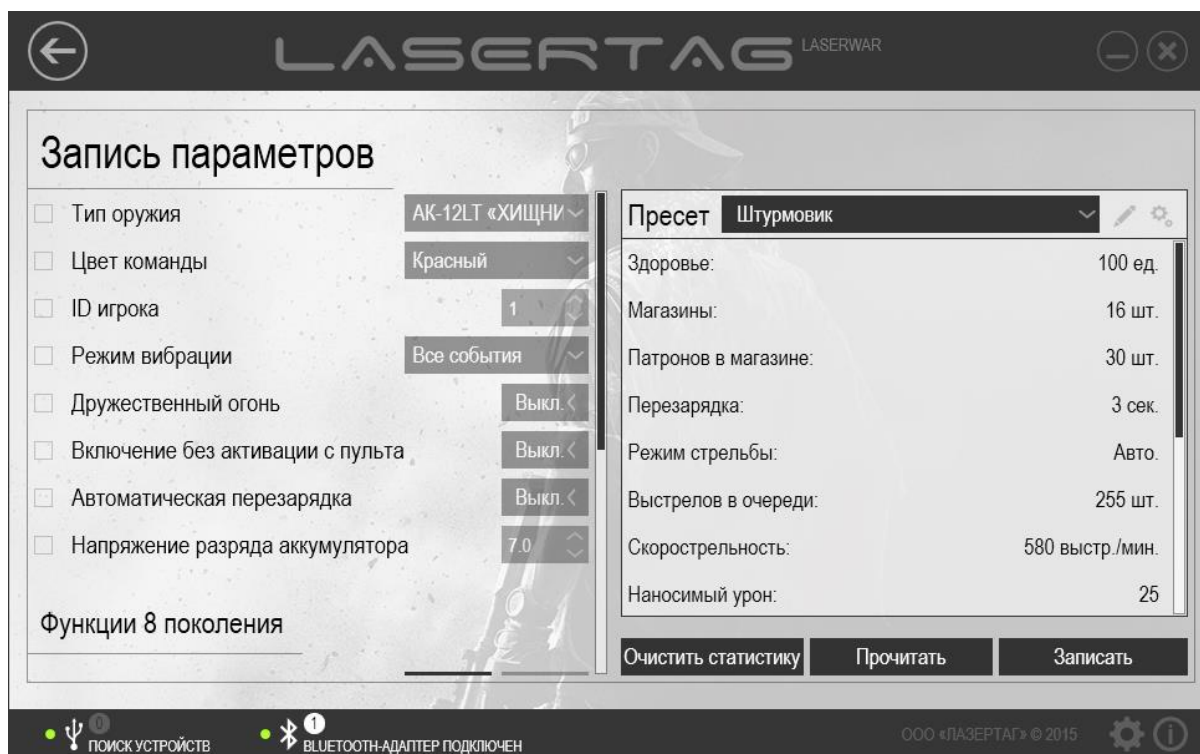 LASERTAG LASERWAR
Запись параметров
Тип оружия АК-12LT «ХИЩНИ
Цвет команды Красный
ID игрока 1
Режим вибрации Все события
Дружественный огонь Выкл.
Включение без активации с пульта Выкл.
Автоматическая перезарядка Выкл.
Напряжение разряда аккумулятора 7.0
Функции 8 поколения
Пресет Штурмовик
Здоровье: 100 ед.
Магазины: 16 шт.
Патронов в магазине: 30 шт.
Перезарядка: 3 сек.
Режим стрельбы: Авто.
Выстрелов в очереди: 255 шт.
Скорострельность: 580 выстр./мин.
Наносимый урон: 25
Очистить статистику Прочитать Записать
0 ПОИСК УСТРОЙСТВ
1 BLUETOOTH-АДАПТЕР ПОДКЛЮЧЕН
ООО «ЛАЗЕРТАГ» © 2015